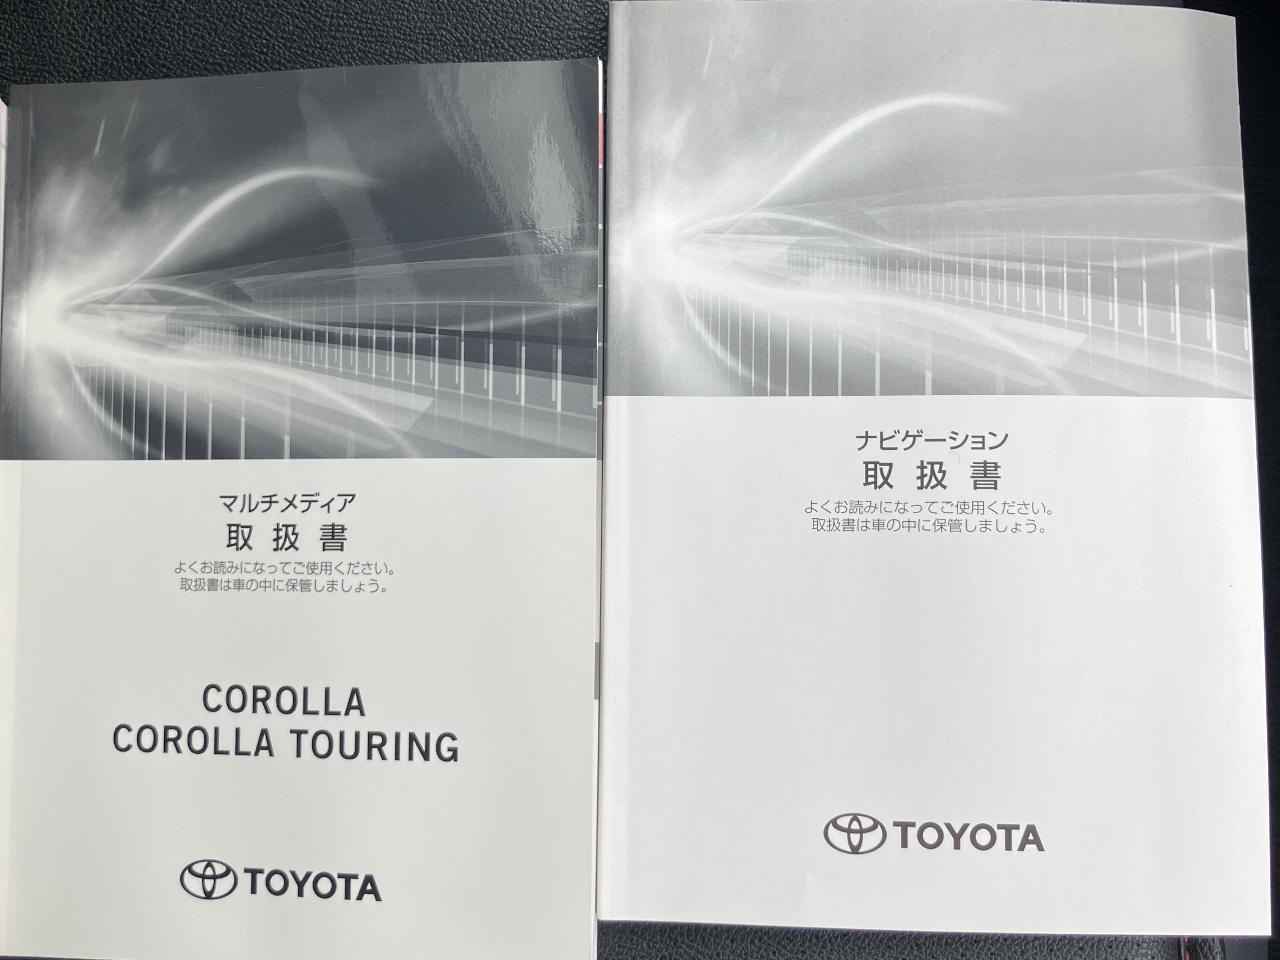 マルチメディア
取扱書
よくお読みになってご使用ください。
取扱書は車の中に保管しましょう。
COROLLA
COROLLA TOURING
TOYOTA
ナビゲーション
取扱書
よくお読みになってご使用ください。
取扱書は車の中に保管しましょう。
TOYOTA